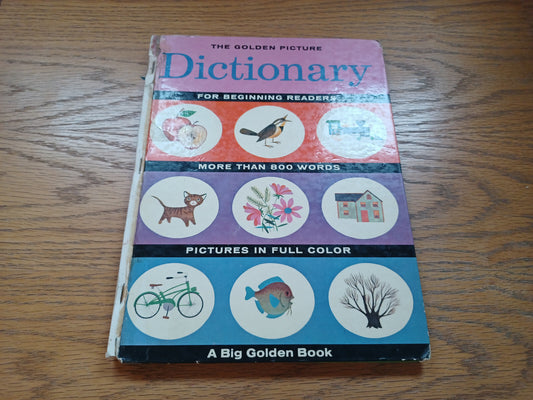 THE GOLDEN PICTURE
Dictionary
FOR BEGINNING READERS
MORE THAN 800 WORDS
PICTURES IN FULL COLOR
A Big Golden Book